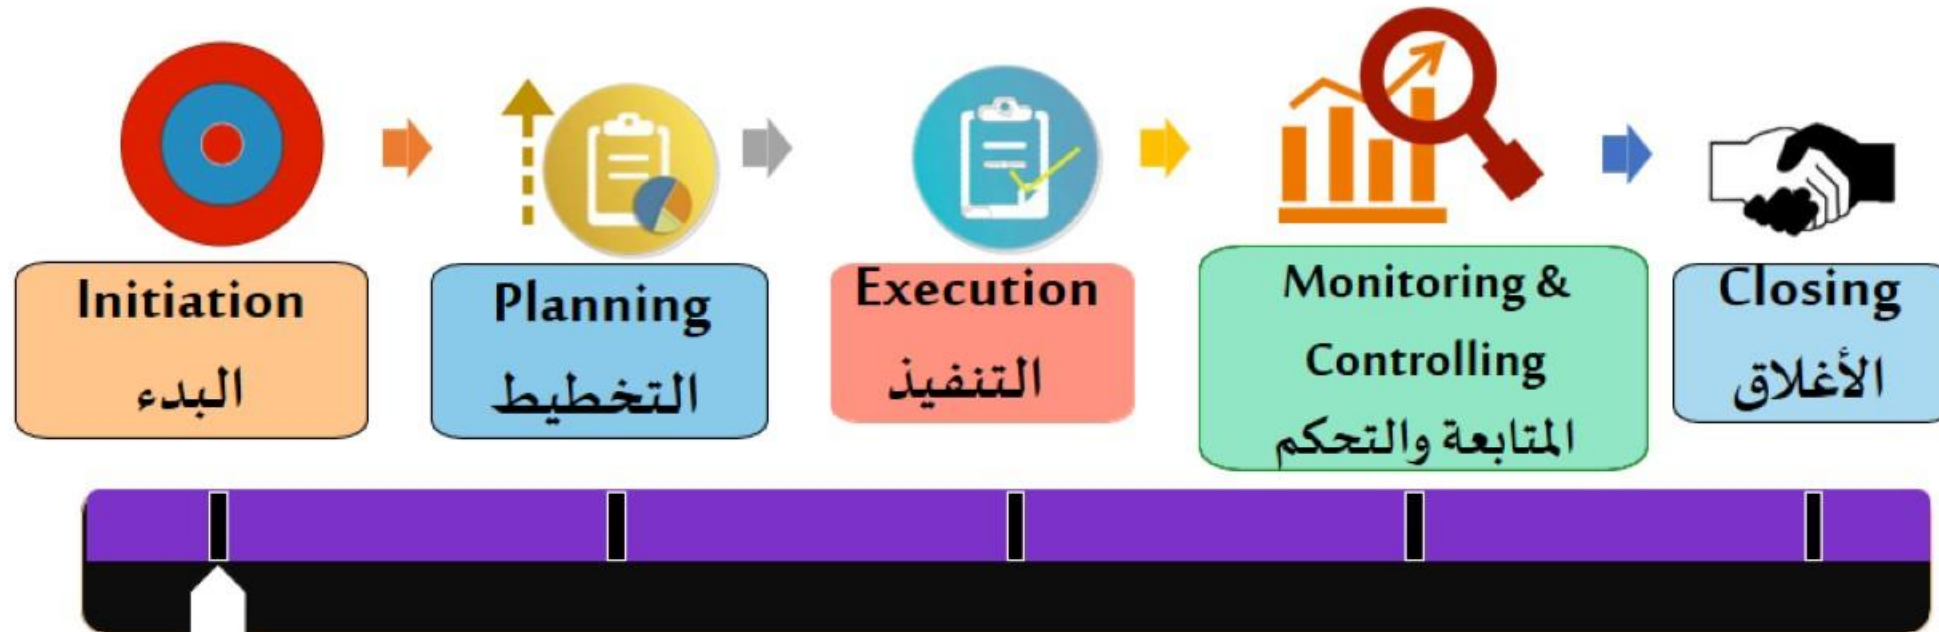 Initiation
البدء
Planning
التخطيط
Execution
التنفيذ
Monitoring &
Controlling
المتابعة والتحكم
Closing
الأغلاق